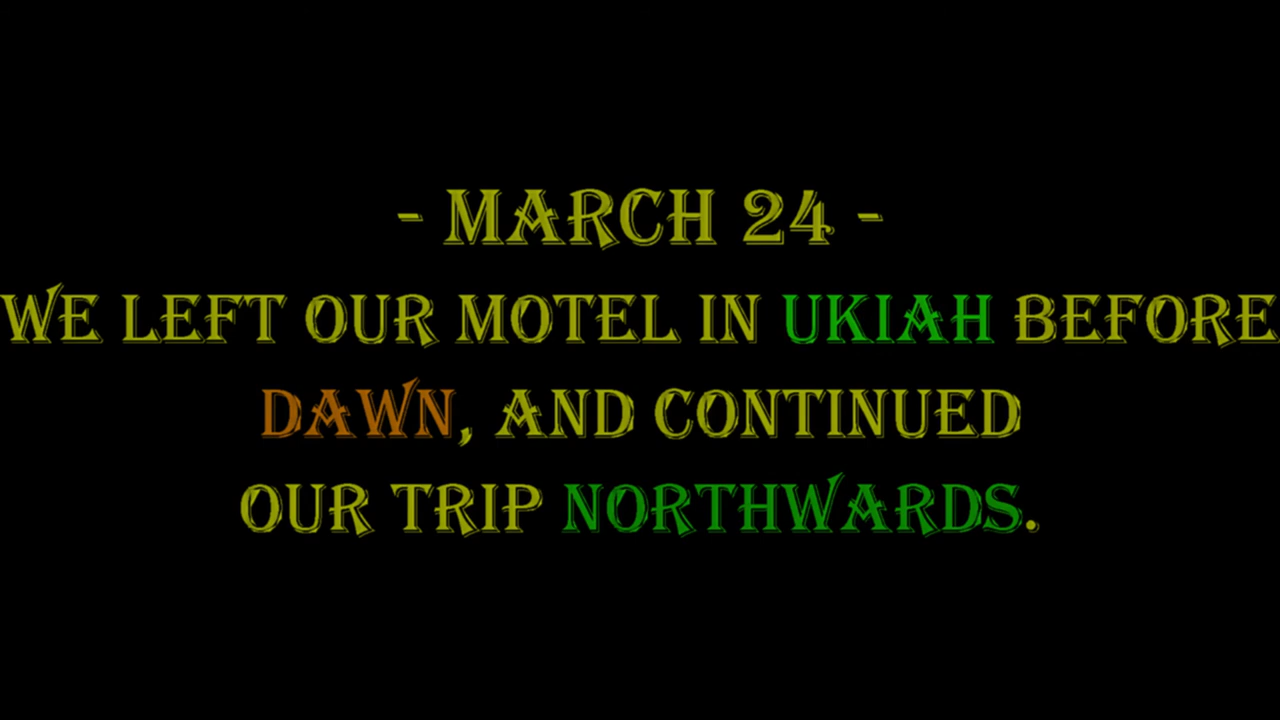 - MARCH 24 -
WE LEFT OUR MOTEL IN UKIAH BEFORE
DAWN, AND CONTINUED
OUR TRIP NORTHWARDS.